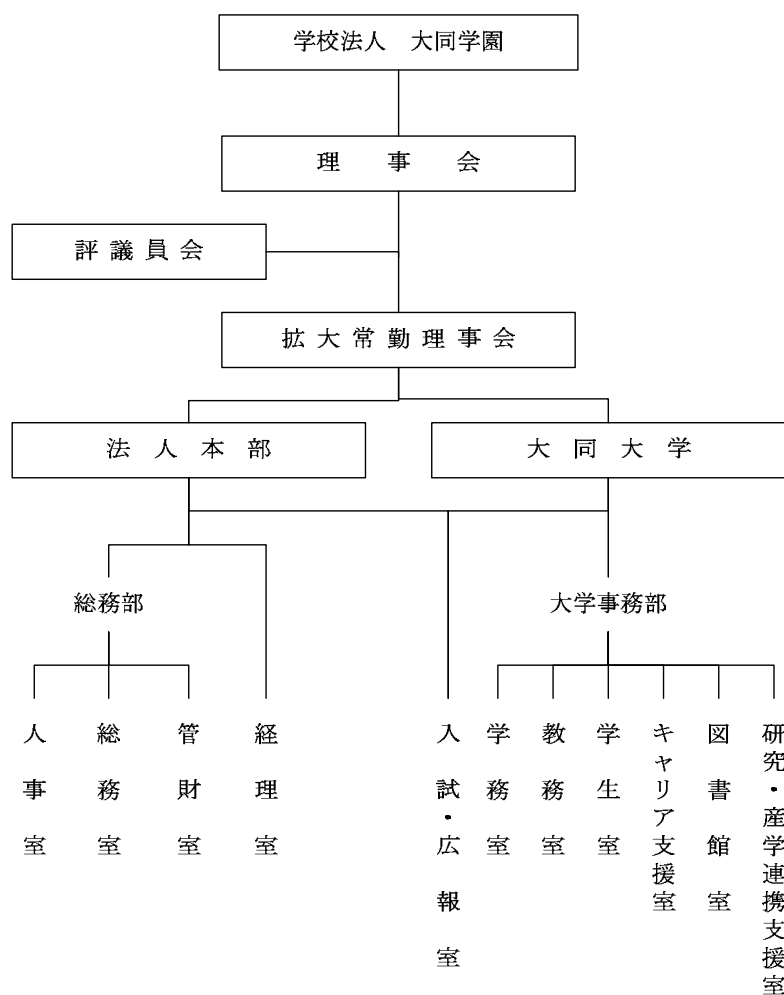 学校法人　大同学園
理　事　会
評議員会
拡大常勤理事会
法人本部
大同大学
総務部
大学事務部
人事室
総務室
管財室
経理室
入試・広報室
学務室
教務室
学生室
キャリア支援室
図書館室
研究・産学連携支援室